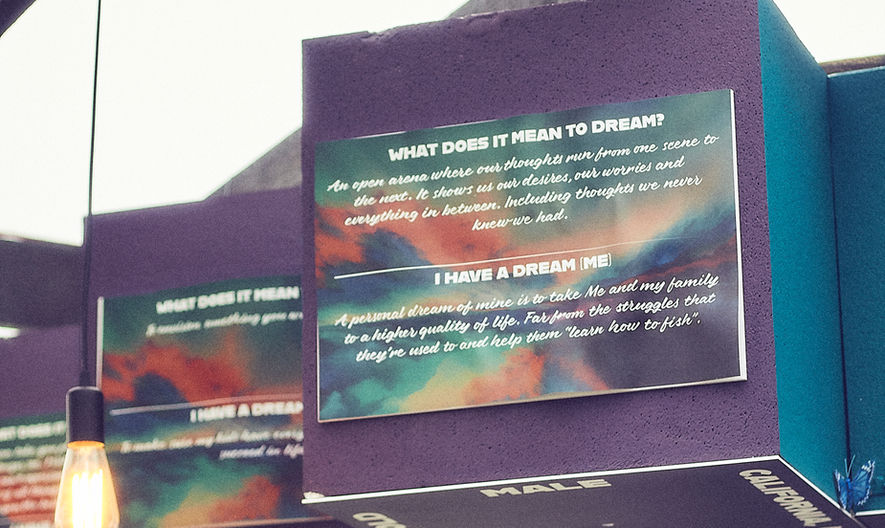 WHAT DOES IT MEAN TO DREAM?
An open arena where our thoughts run from one scene to
the next. It shows us our desires, our worries and
everything in between. Including thoughts we never
knew we had.
I HAVE A DREAM (ME)
A personal dream of mine is to take Me and my family
to a higher quality of life. Far from the struggles that
they're used to and help them "learn how to fish".
MALE
CALIFORNIA
WHAT DOES IT MEAN
I HAVE A DREAM